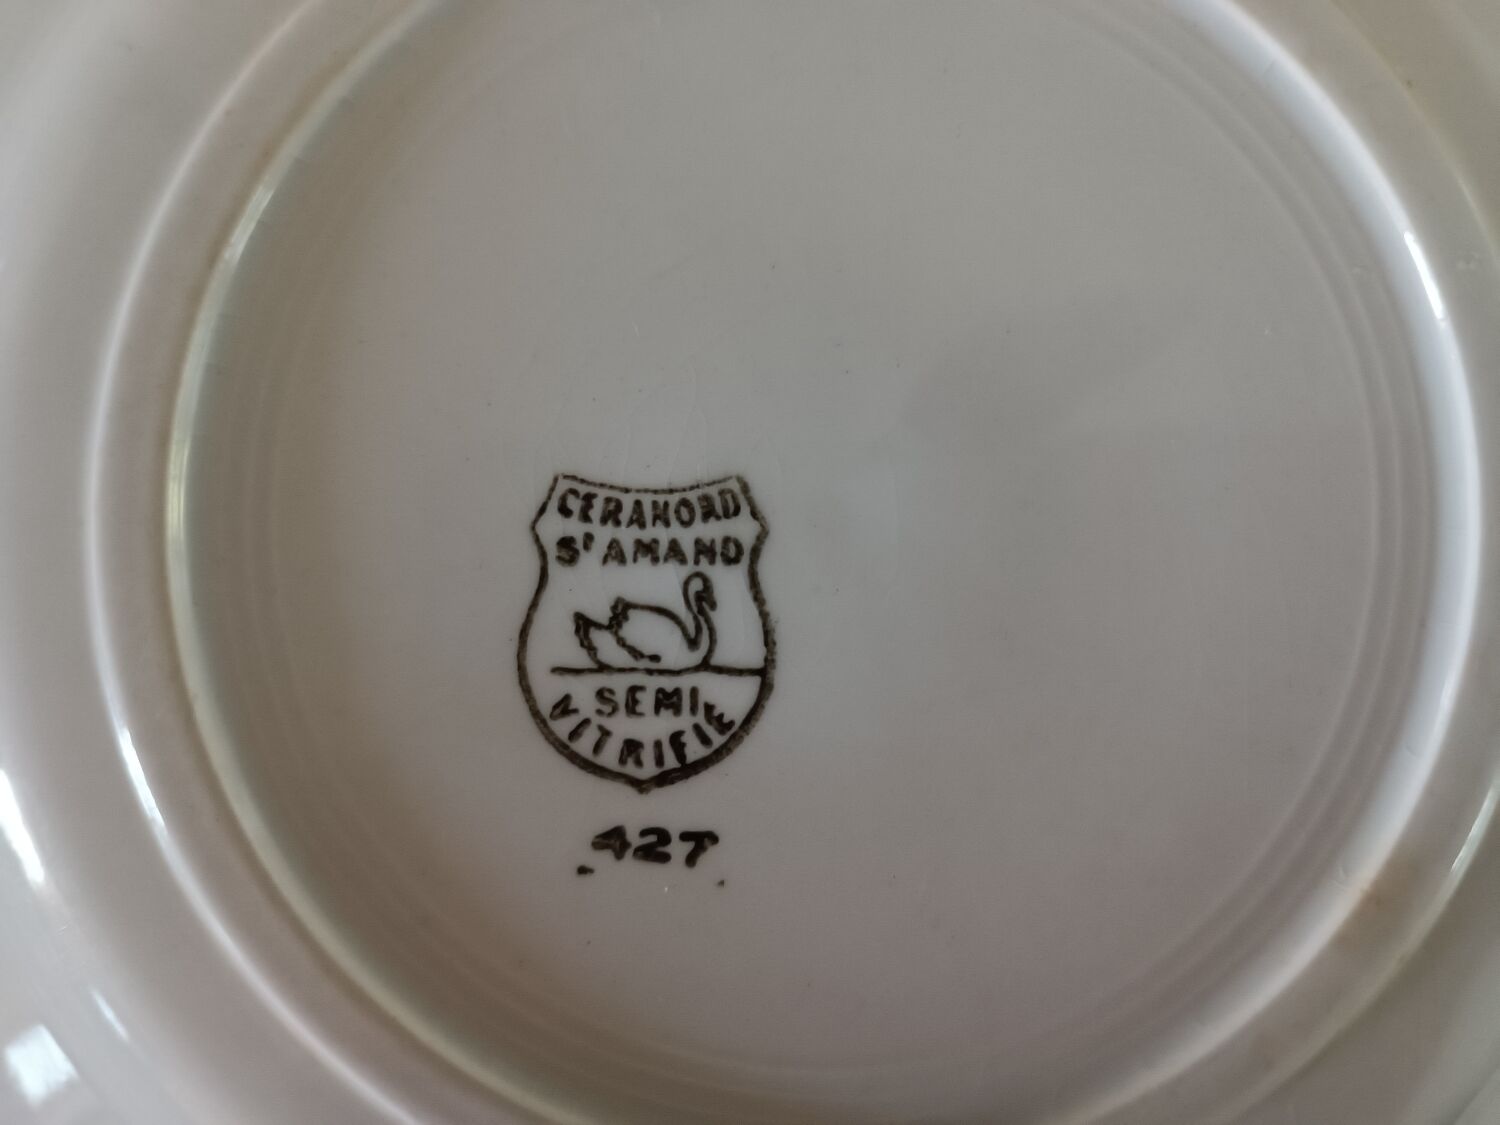 CERANORD
ST AMAND
SEMI
VITRIFIE
427